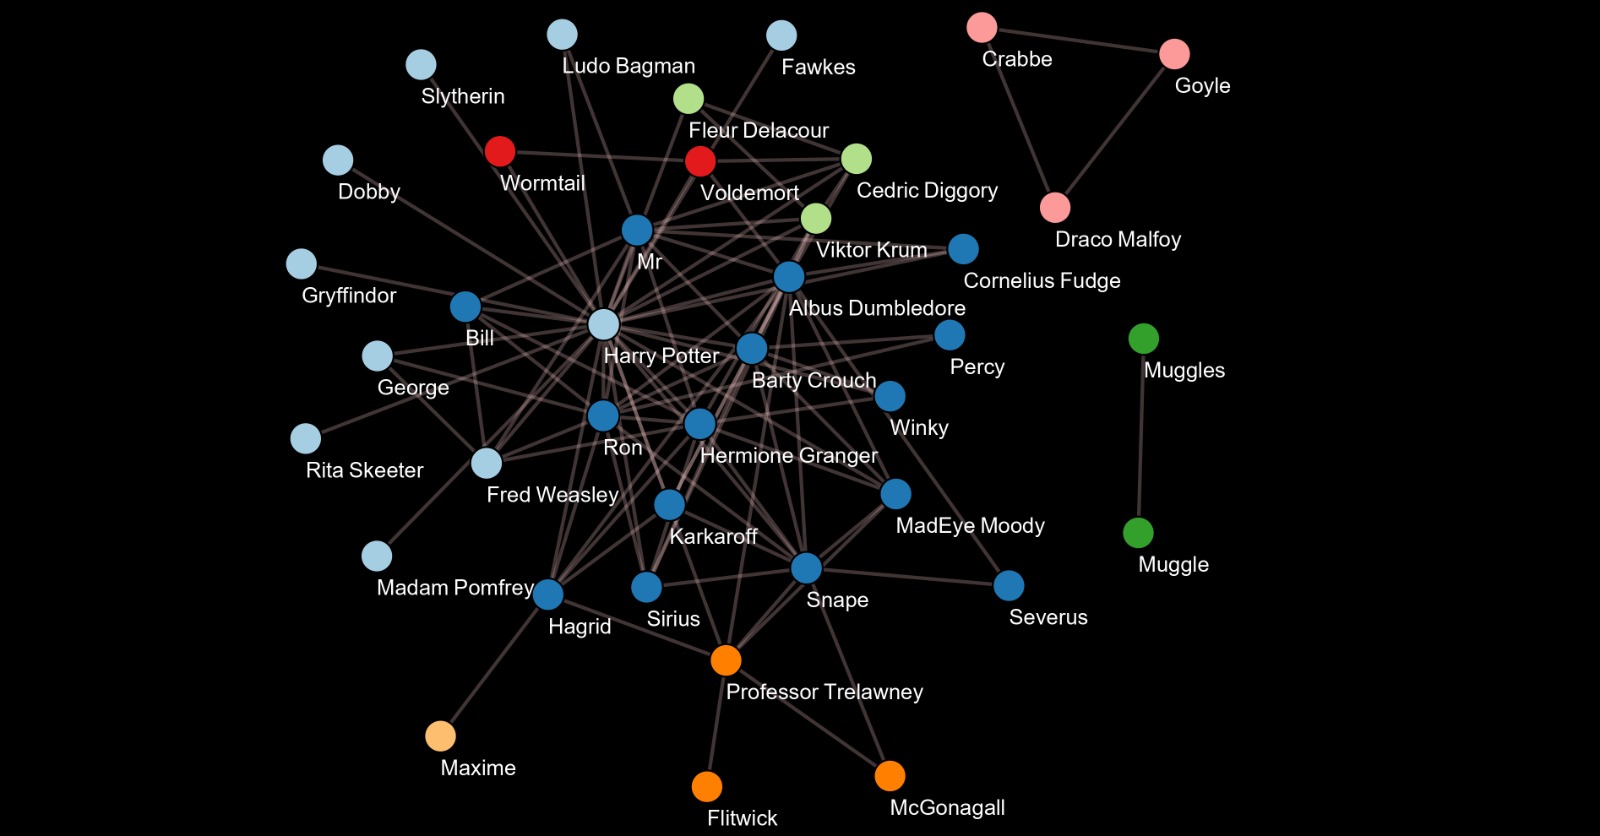 Crabbe
Ludo Bagman
Fawkes
Goyle
Slytherin
Fleur Delacour
Wormtail
Dobby
Voldemort
Cedric Diggory
Draco Malfoy
Viktor Krum
Mr
Cornelius Fudge
Gryffindor
Albus Dumbledore
Bill
Harry Potter
Percy
Muggles
Barty Crouch
George
Winky
Ron
Hermione Granger
Rita Skeeter
Fred Weasley
MadEye Moody
Karkaroff
Muggle
Madam Pomfrey
Snape
Severus
Sirius
Hagrid
Professor Trelawney
Maxime
McGonagall
Flitwick